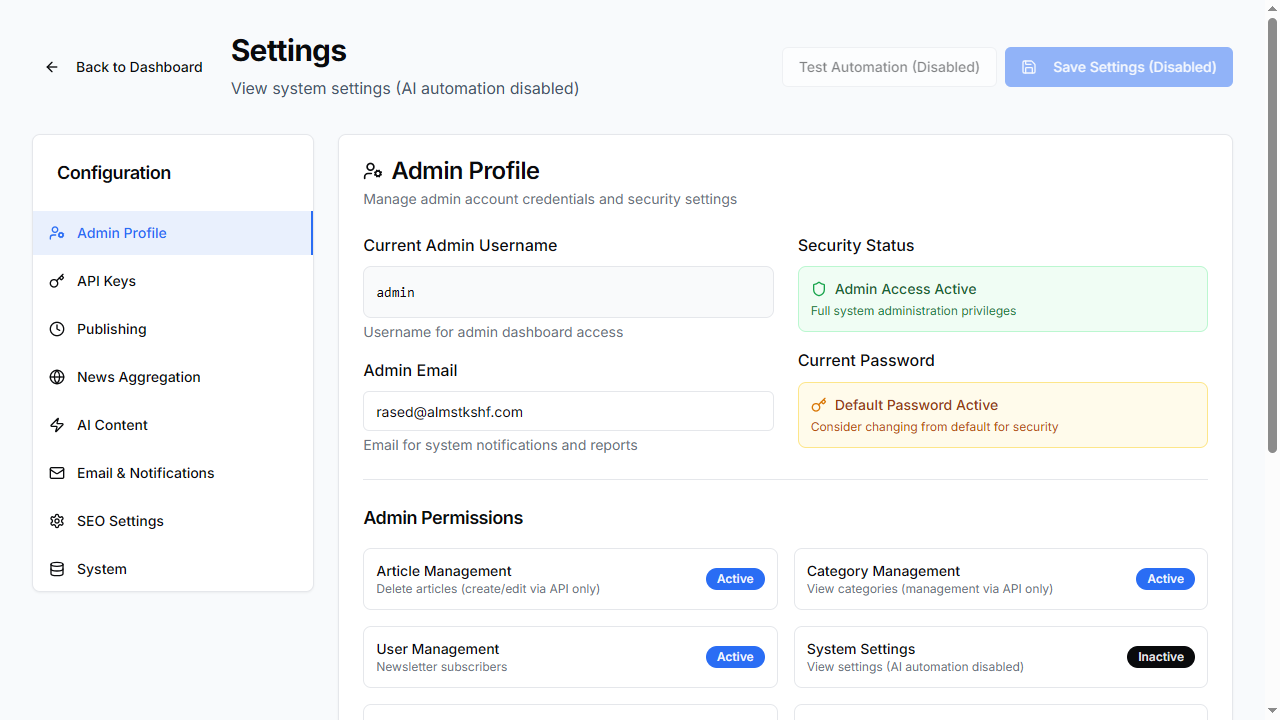 Back to Dashboard
Settings
View system settings (AI automation disabled)
Test Automation (Disabled)
Save Settings (Disabled)
Configuration
Admin Profile
API Keys
Publishing
News Aggregation
AI Content
Email & Notifications
SEO Settings
System
Admin Profile
Manage admin account credentials and security settings
Current Admin Username
admin
Username for admin dashboard access
Admin Email
rased@almstkshf.com
Email for system notifications and reports
Security Status
Admin Access Active
Full system administration privileges
Current Password
Default Password Active
Consider changing from default for security
Admin Permissions
Article Management
Delete articles (create/edit via API only)
Active
Category Management
View categories (management via API only)
Active
User Management
Newsletter subscribers
Active
System Settings
View settings (AI automation disabled)
Inactive